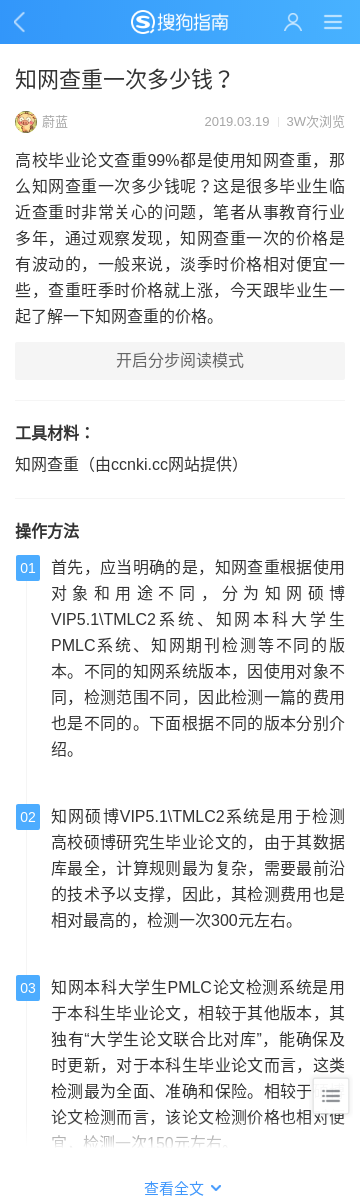 搜狗指南
知网查重一次多少钱？
蔚蓝
2019.03.19
3W次浏览
高校毕业论文查重99%都是使用知网查重，那
么知网查重一次多少钱呢？这是很多毕业生临
近查重时非常关心的问题，笔者从事教育行业
多年，通过观察发现，知网查重一次的价格是
有波动的，一般来说，淡季时价格相对便宜一
些，查重旺季时价格就上涨，今天跟毕业生一
起了解一下知网查重的价格。
开启分步阅读模式
工具材料：
知网查重（由ccnki.cc网站提供）
操作方法
01
首先，应当明确的是，知网查重根据使用
对象和用途不同，分为知网硕博
VIP5.1\TMLC2系统、知网本科大学生
PMLC系统、知网期刊检测等不同的版
本。不同的知网系统版本，因使用对象不
同，检测范围不同，因此检测一篇的费用
也是不同的。下面根据不同的版本分别介
绍。
02
知网硕博VIP5.1\TMLC2系统是用于检测
高校硕博研究生毕业论文的，由于其数据
库最全，计算规则最为复杂，需要最前沿
的技术予以支撑，因此，其检测费用也是
相对最高的，检测一次300元左右。
03
知网本科大学生PMLC论文检测系统是用
于本科生毕业论文，相较于其他版本，其
独有“大学生论文联合比对库”，能确保及
时更新，对于本科生毕业论文而言，这类
检测最为全面、准确和保险。相较于
论文检测而言，该论文检测价格也相对便
宜，检测一次150元左右。
查看全文